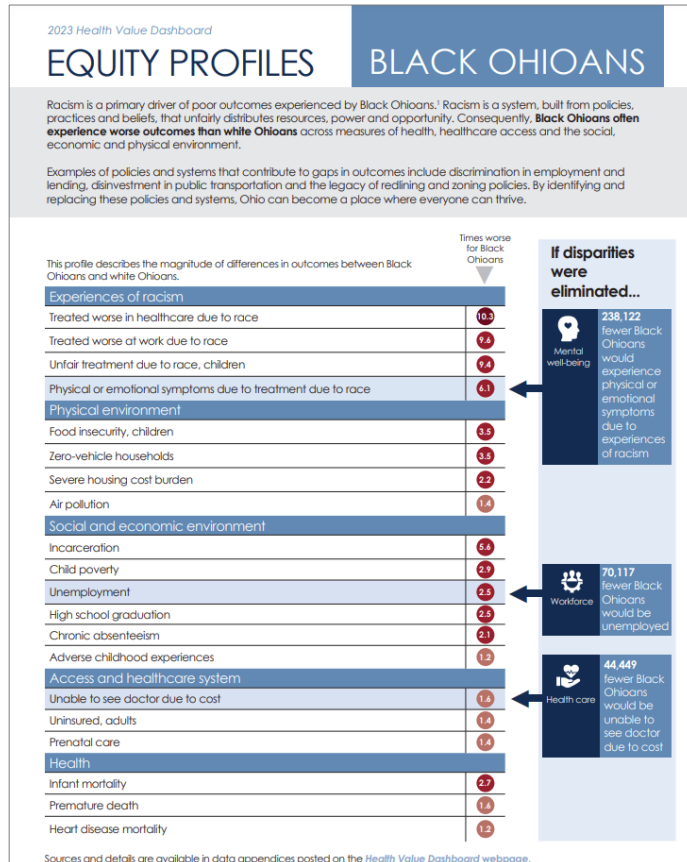 2023 Health Value Dashboard
EQUITY PROFILES
BLACK OHIOANS
Racism is a primary driver of poor outcomes experienced by Black Ohioans.¹ Racism is a system, built from policies,
practices and beliefs, that unfairly distributes resources, power and opportunity. Consequently, Black Ohioans often
experience worse outcomes than white Ohioans across measures of health, healthcare access and the social,
economic and physical environment.
Examples of policies and systems that contribute to gaps in outcomes include discrimination in employment and
lending, disinvestment in public transportation and the legacy of redlining and zoning policies. By identifying and
replacing these policies and systems, Ohio can become a place where everyone can thrive.
This profile describes the magnitude of differences in outcomes between Black
Ohioans and white Ohioans.
Times worse
for Black
Ohioans
Experiences of racism
Treated worse in healthcare due to race 10.3
Treated worse at work due to race 9.6
Unfair treatment due to race, children 9.4
Physical or emotional symptoms due to treatment due to race 6.1
Physical environment
Food insecurity, children 3.5
Zero-vehicle households 3.5
Severe housing cost burden 2.2
Air pollution 1.4
Social and economic environment
Incarceration 5.6
Child poverty 2.9
Unemployment 2.5
High school graduation 2.5
Chronic absenteeism 2.1
Adverse childhood experiences 1.2
Access and healthcare system
Unable to see doctor due to cost 1.6
Uninsured, adults 1.4
Prenatal care 1.4
Health
Infant mortality 2.7
Premature death 1.6
Heart disease mortality 1.2
If disparities
were
eliminated...
Mental
well-being
238,122
fewer Black
Ohioans
would
experience
physical or
emotional
symptoms
due to
experiences
of racism
Workforce
70,117
fewer Black
Ohioans
would be
unemployed
Health care
44,449
fewer Black
Ohioans
would be
unable to
see doctor
due to cost
Sources and details are available in data appendices posted on the Health Value Dashboard webpage.